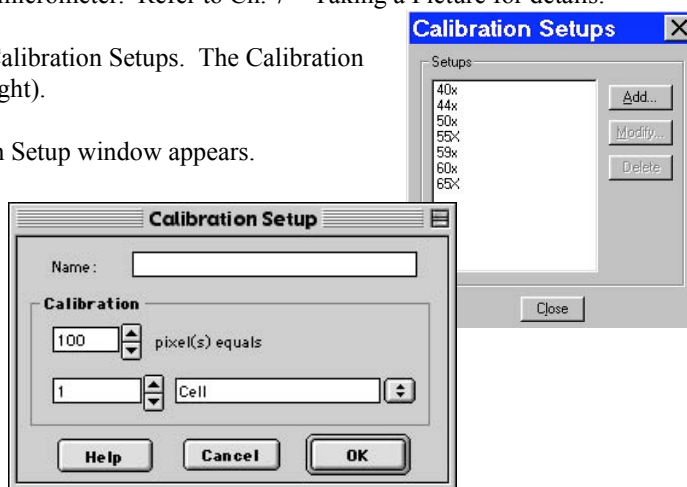 micrometer. Refer to Ch. 7 – Taking a Picture for details.
Calibration Setups. The Calibration
ght).
n Setup window appears.
Calibration Setups
Setups
40x
44x
50x
55X
59x
60x
65X
Add...
Modify...
Delete
Close
Calibration Setup
Name:
Calibration
100 pixel(s) equals
1 Cell
Help Cancel OK